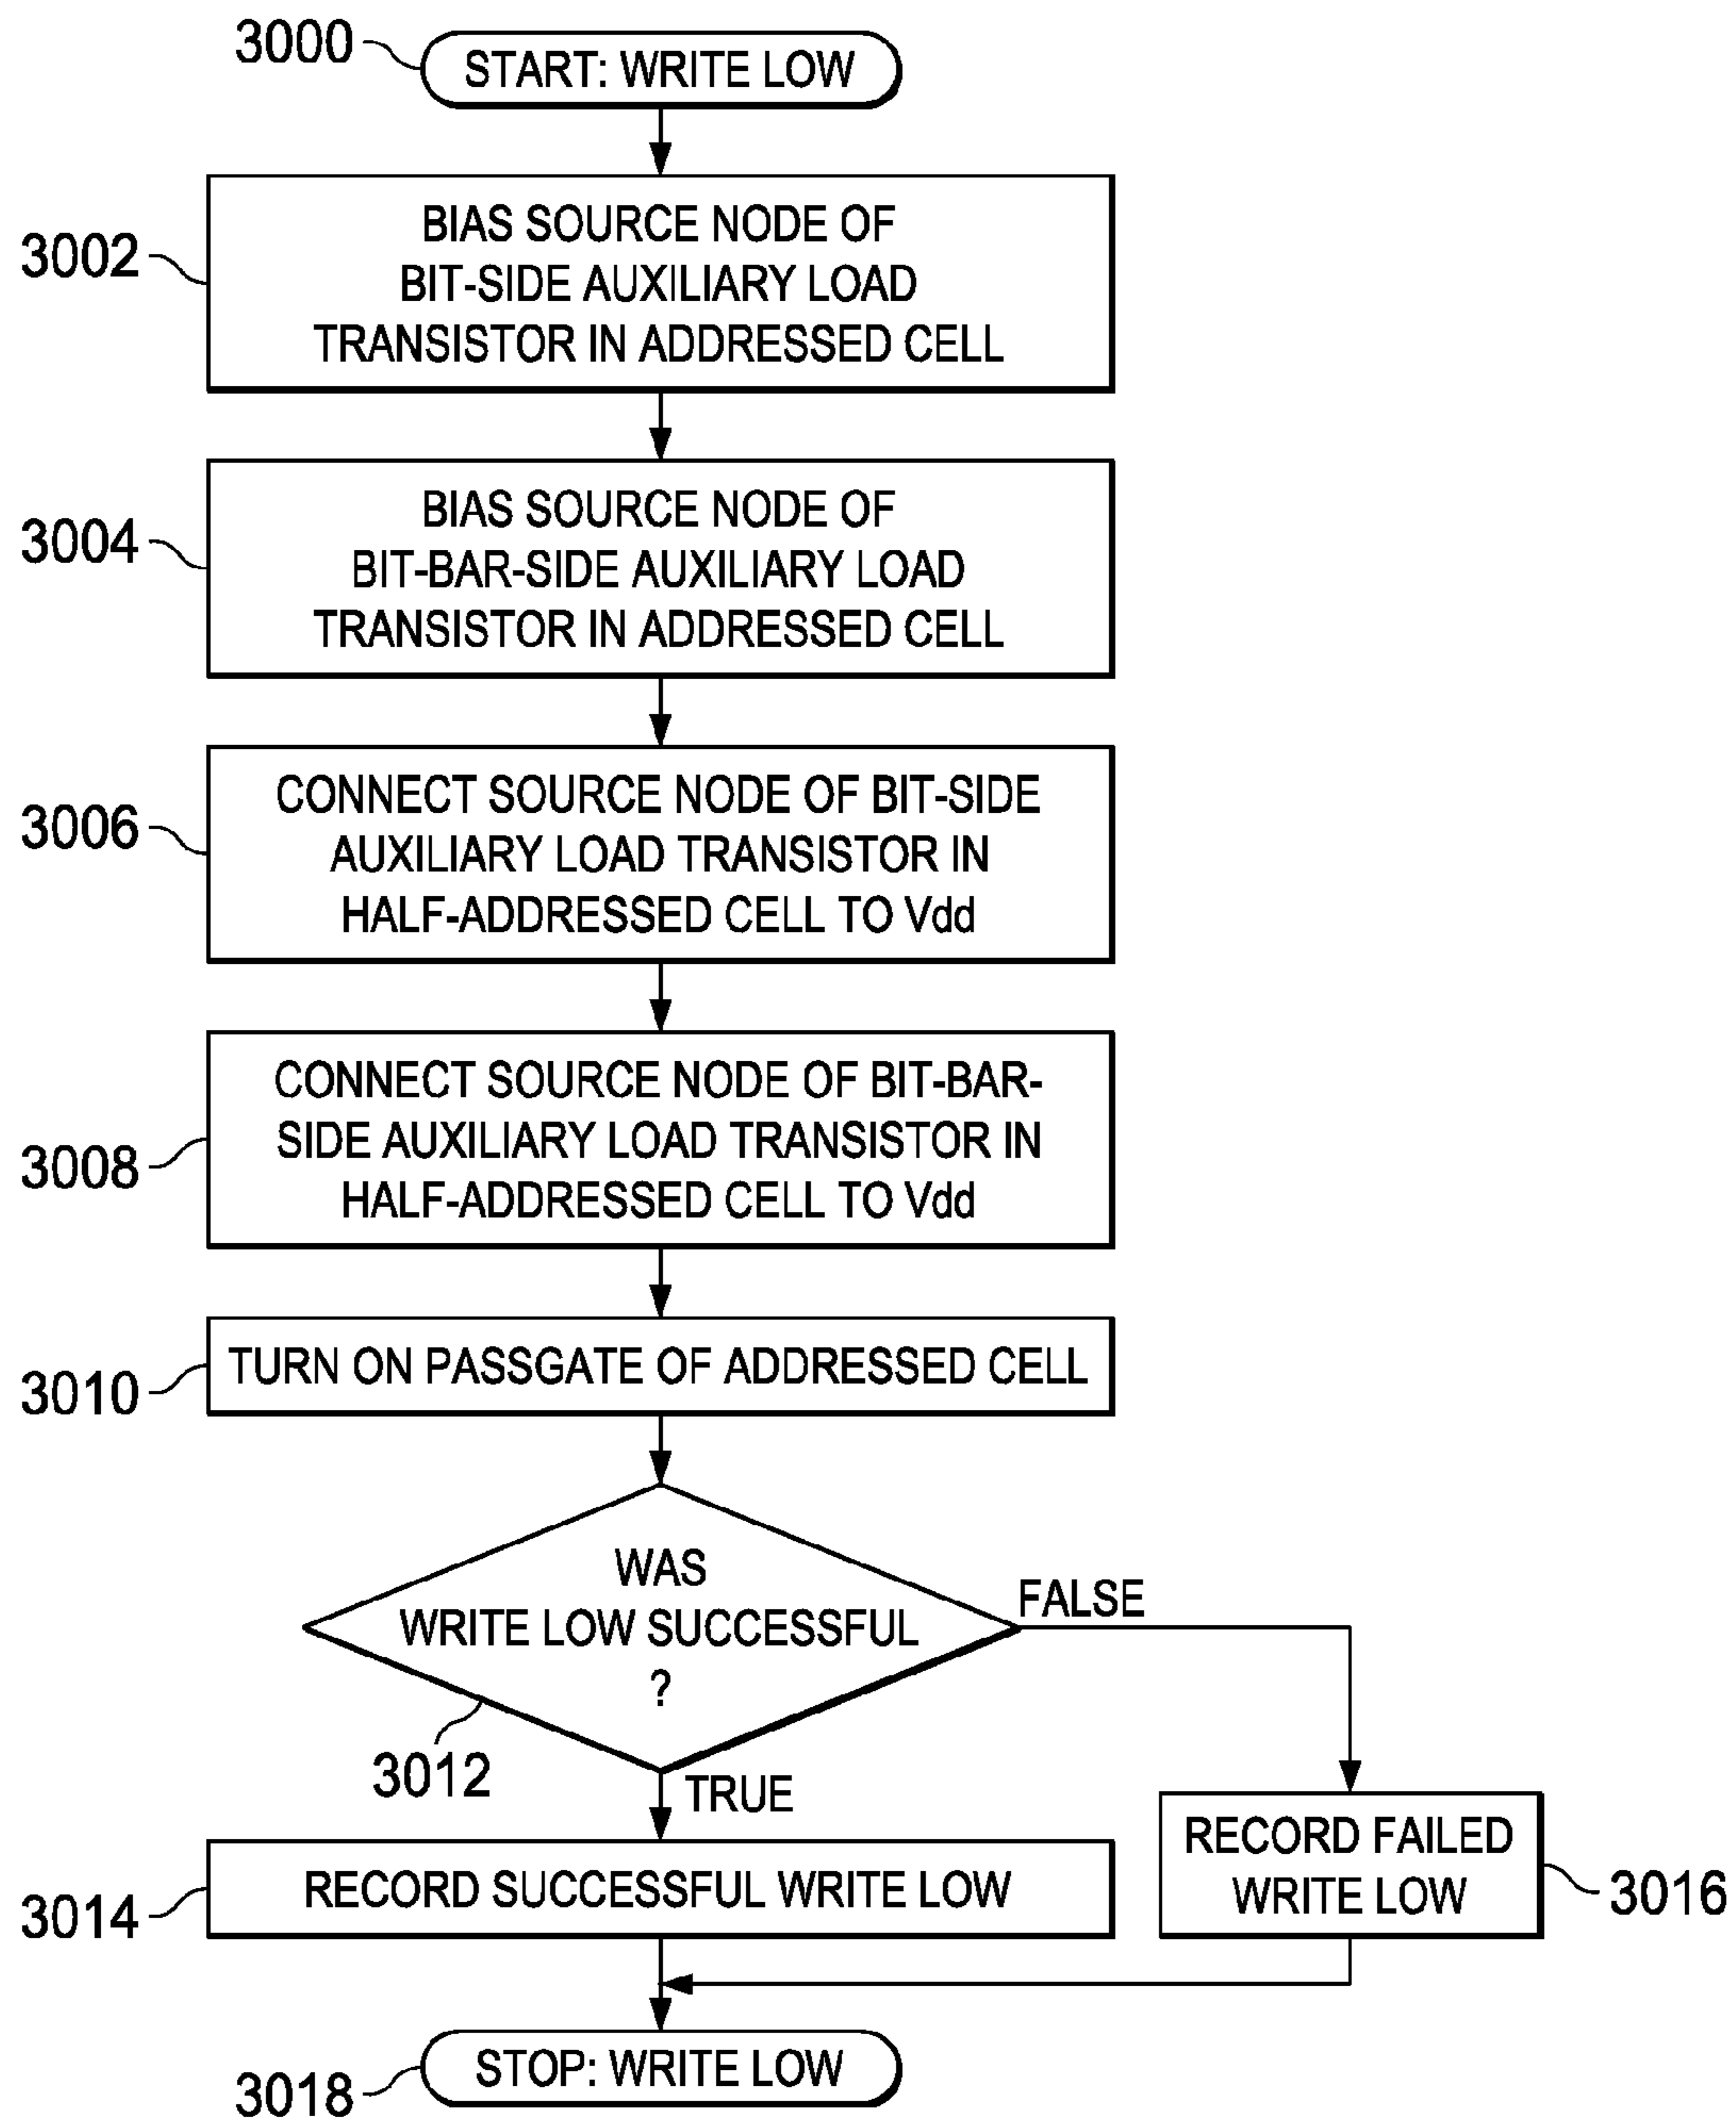 3000
START: WRITE LOW
3002
BIAS SOURCE NODE OF
BIT-SIDE AUXILIARY LOAD
TRANSISTOR IN ADDRESSED CELL
3004
BIAS SOURCE NODE OF
BIT-BAR-SIDE AUXILIARY LOAD
TRANSISTOR IN ADDRESSED CELL
3006
CONNECT SOURCE NODE OF BIT-SIDE
AUXILIARY LOAD TRANSISTOR IN
HALF-ADDRESSED CELL TO Vdd
3008
CONNECT SOURCE NODE OF BIT-BAR-
SIDE AUXILIARY LOAD TRANSISTOR IN
HALF-ADDRESSED CELL TO Vdd
3010
TURN ON PASSGATE OF ADDRESSED CELL
WAS
WRITE LOW SUCCESSFUL
?
FALSE
3012
TRUE
3014
RECORD SUCCESSFUL WRITE LOW
RECORD FAILED
WRITE LOW
3016
STOP: WRITE LOW
3018